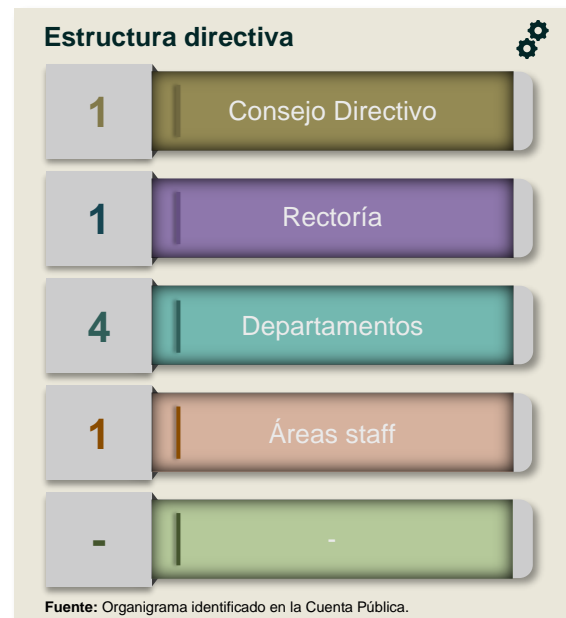 Estructura directiva
1
Consejo Directivo
1
Rectoría
4
Departamentos
1
Áreas staff
-
-
Fuente: Organigrama identificado en la Cuenta Pública.